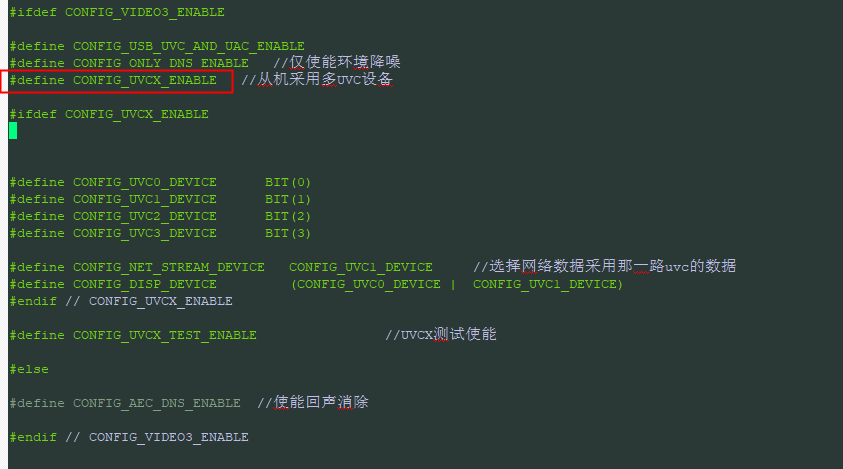 #ifdef CONFIG_VIDEO3_ENABLE
#define CONFIG_USB_UVC_AND_UAC_ENABLE
#define CONFIG_ONLY_DNS_ENABLE //仅使能环境降噪
#define CONFIG_UVCX_ENABLE //从机采用多UVC设备
#ifdef CONFIG_UVCX_ENABLE
#define CONFIG_UVC0_DEVICE BIT(0)
#define CONFIG_UVC1_DEVICE BIT(1)
#define CONFIG_UVC2_DEVICE BIT(2)
#define CONFIG_UVC3_DEVICE BIT(3)
#define CONFIG_NET_STREAM_DEVICE CONFIG_UVC1_DEVICE //选择网络数据采用那一路uvc的数据
#define CONFIG_DISP_DEVICE (CONFIG_UVC0_DEVICE | CONFIG_UVC1_DEVICE)
#endif // CONFIG_UVCX_ENABLE
#define CONFIG_UVCX_TEST_ENABLE //UVCX测试使能
#else
#define CONFIG_AEC_DNS_ENABLE //使能回声消除
#endif // CONFIG_VIDEO3_ENABLE